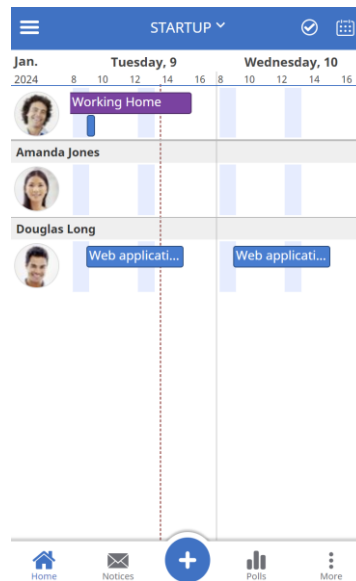 STARTUP
Jan. Tuesday, 9 Wednesday, 10
2024 8 10 12 14 16 8 10 12 14 16
Working Home
Amanda Jones
Douglas Long
Web applicati... Web applicati...
Home Notices + Polls More